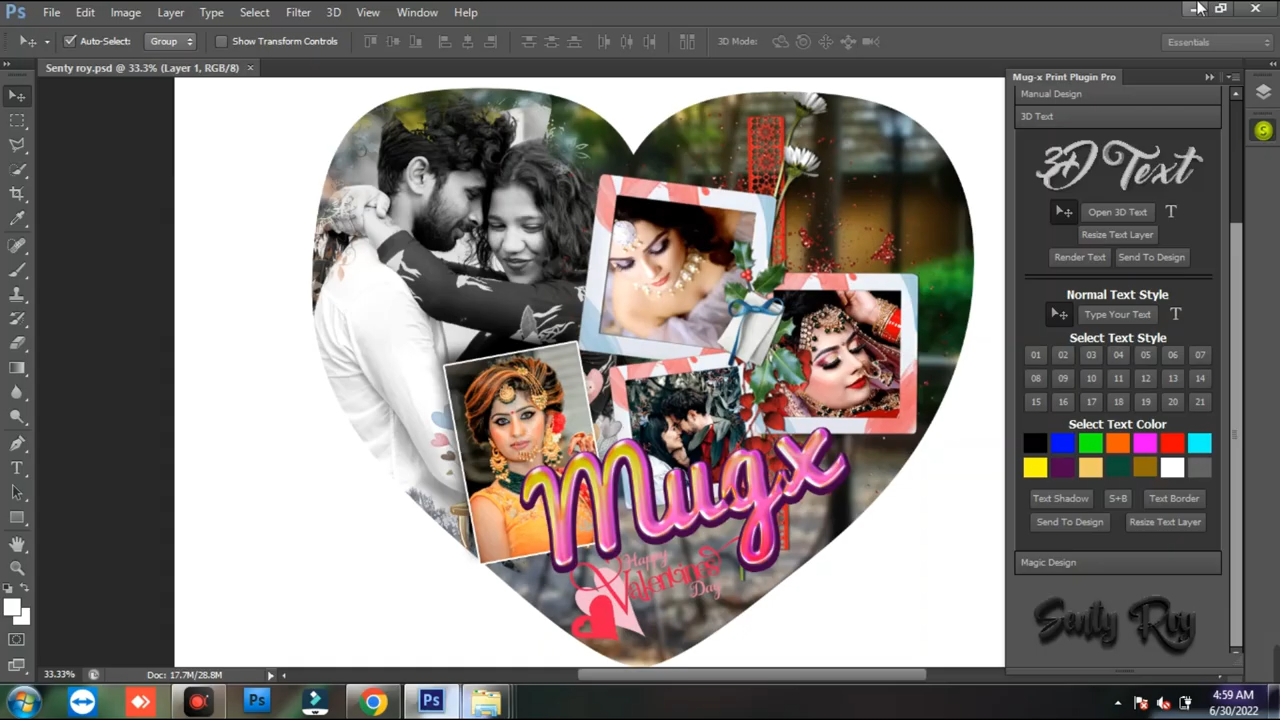 Ps File Edit Image Layer Type Select Filter 3D View Window Help
Auto-Select: Group Show Transform Controls 3D Mode: Essentials
Senty roy.psd @ 33.3% (Layer 1, RGB/8) ×
Mug-x Print Plugin Pro
Manual Design
3D Text
3D Text
Open 3D Text T
Resize Text Layer
Render Text Send To Design
Normal Text Style
Type Your Text T
Select Text Style
01 02 03 04 05 06 07
08 09 10 11 12 13 14
15 16 17 18 19 20 21
Select Text Color
Text Shadow S+B Text Border
Send To Design Resize Text Layer
Magic Design
Senty Roy
Mugx
Happy
Valentines
Day
33.33% Doc: 17.7M/28.8M
Ps Ps
4:59 AM
6/30/2022